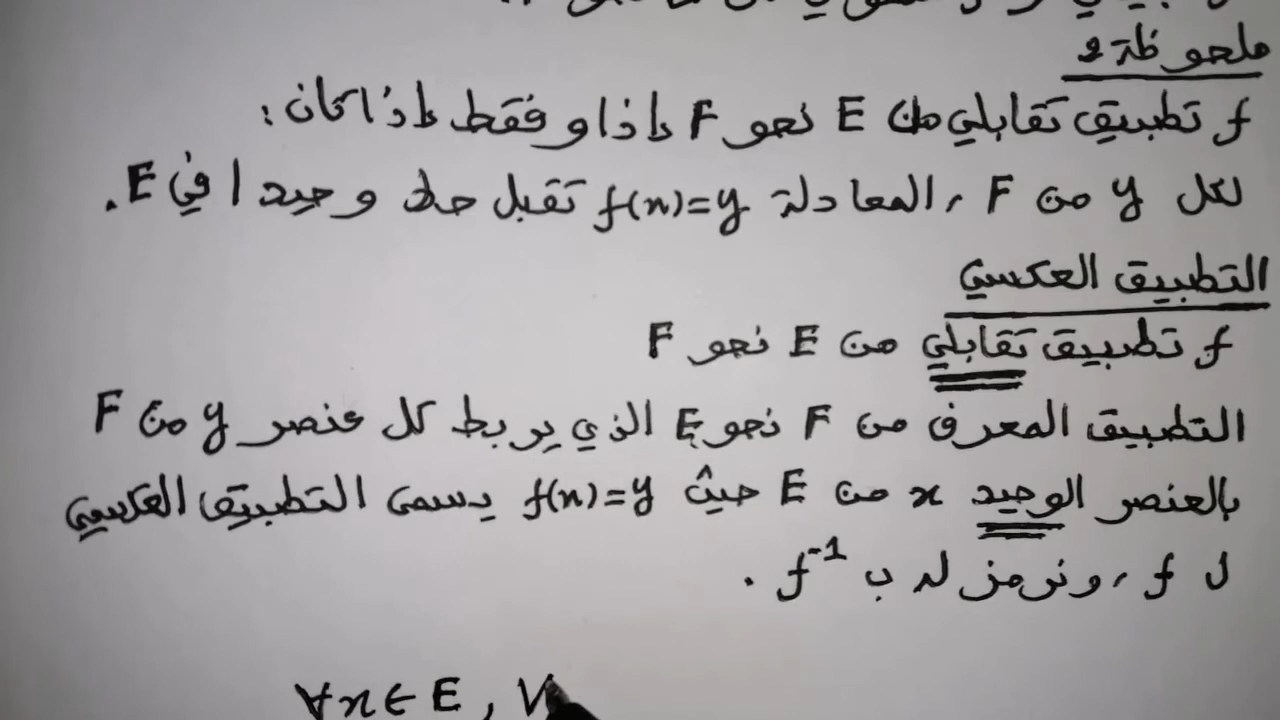 ملحوظة
f تطبيق تقابلي من E نحو F إذا وفقط إذا كان :
لكل y من F ، المعادلة f(x)=y تقبل حلا وحيدا في E .
التطبيق العكسي
f تطبيق تقابلي من E نحو F
التطبيق المعرف من F نحو E الذي يربط كل عنصر y من F
بالعنصر الوحيد x من E حيث f(x)=y يسمى التطبيق العكسي
ل f ، ونرمز له ب f⁻¹ .
∀x∈E ,